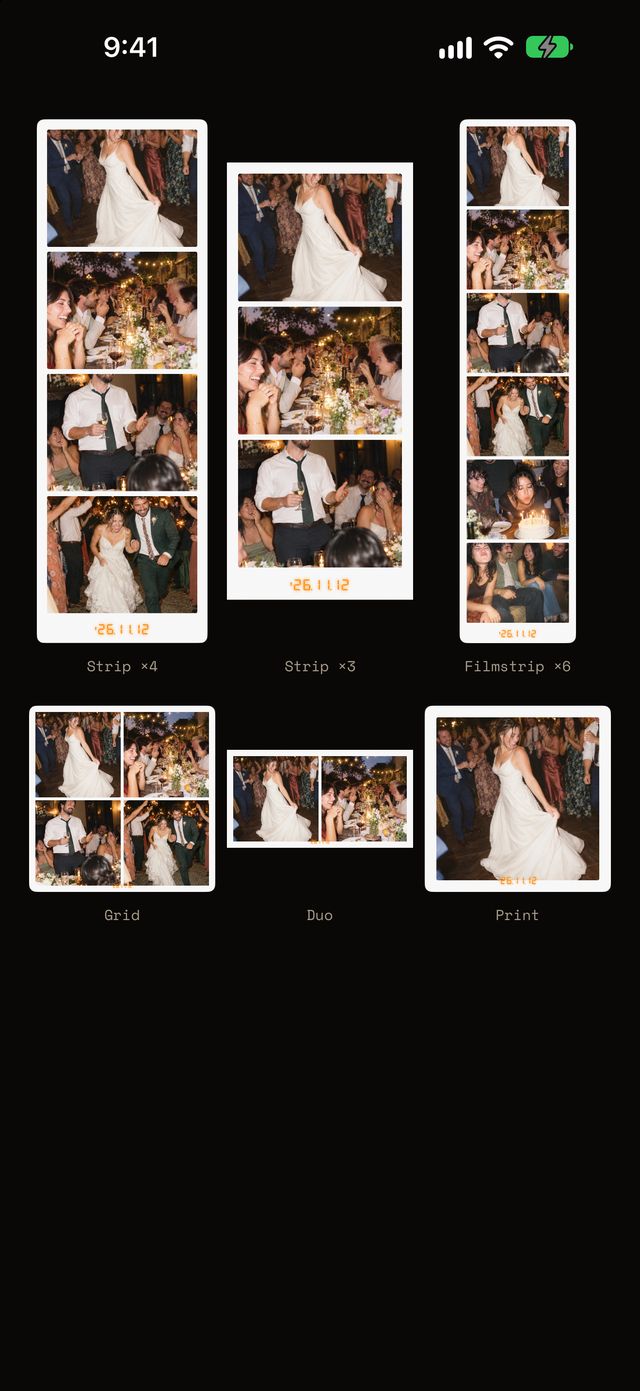 9:41
'26.11.12
'26.11.12
'26.11.12
Strip ×4
Strip ×3
Filmstrip ×6
'26.11.12
Grid
Duo
Print